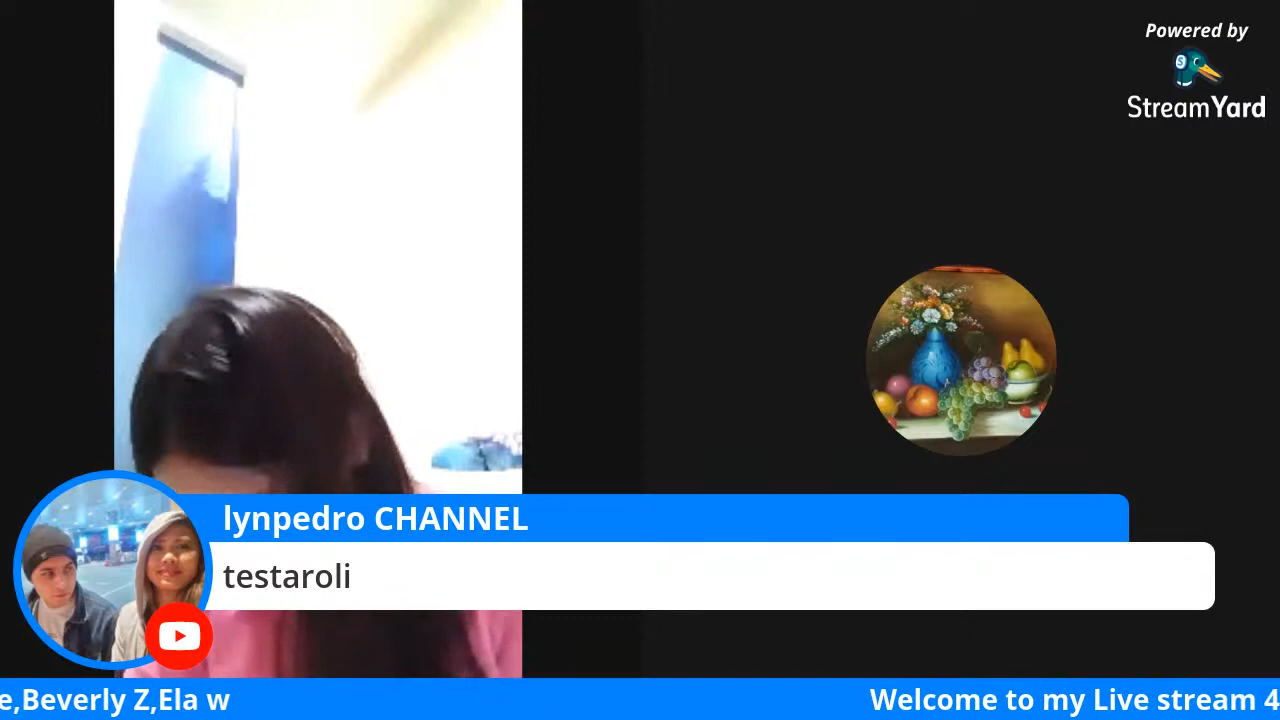 Powered by
StreamYard
lynpedro CHANNEL
testaroli
e,Beverly Z,Ela w
Welcome to my Live stream 4